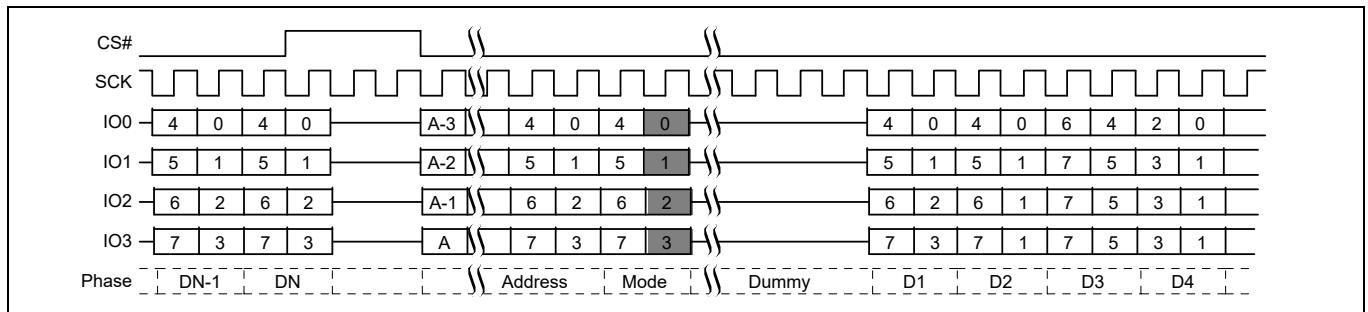 CS#
SCK
IO0 4 0 4 0 A-3 4 0 4 0 4 0 4 0 6 4 2 0
IO1 5 1 5 1 A-2 5 1 5 1 5 1 5 1 7 5 3 1
IO2 6 2 6 2 A-1 6 2 6 2 6 2 6 1 7 5 3 1
IO3 7 3 7 3 A 7 3 7 3 7 3 7 1 7 5 3 1
Phase DN-1 DN Address Mode Dummy D1 D2 D3 D4